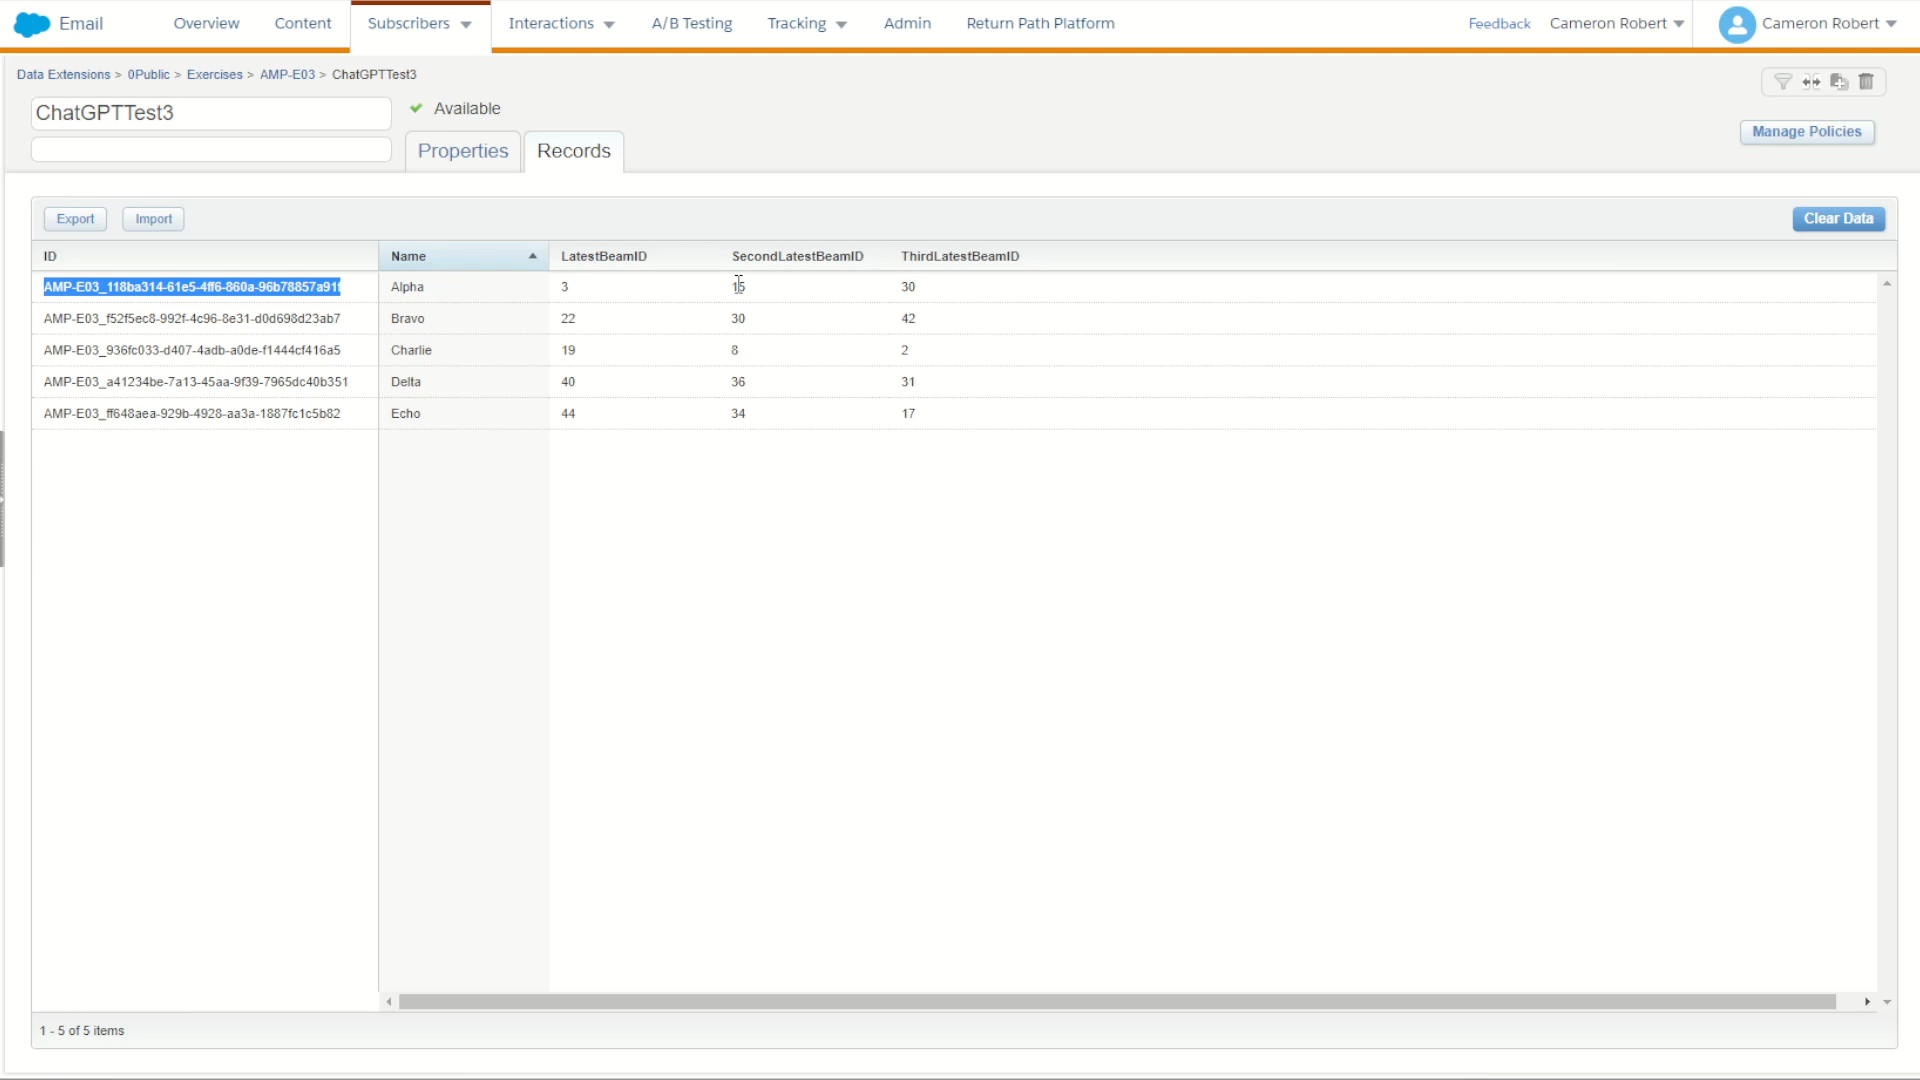 Email Overview Content Subscribers Interactions A/B Testing Tracking Admin Return Path Platform Feedback Cameron Robert Cameron Robert
Data Extensions > 0Public > Exercises > AMP-E03 > ChatGPTTest3
ChatGPTTest3 Available
Manage Policies
Properties Records
Export Import Clear Data
ID Name LatestBeamID SecondLatestBeamID ThirdLatestBeamID
AMP-E03_118ba314-61e5-4ff6-860a-96b78857a91f Alpha 3 15 30
AMP-E03_f52f5ec8-992f-4c96-8e31-d0d698d23ab7 Bravo 22 30 42
AMP-E03_936fc033-d407-4adb-a0de-f1444cf416a5 Charlie 19 8 2
AMP-E03_a41234be-7a13-45aa-9f39-7965dc40b351 Delta 40 36 31
AMP-E03_ff648aea-929b-4928-aa3a-1887fc1c5b82 Echo 44 34 17
1 - 5 of 5 items